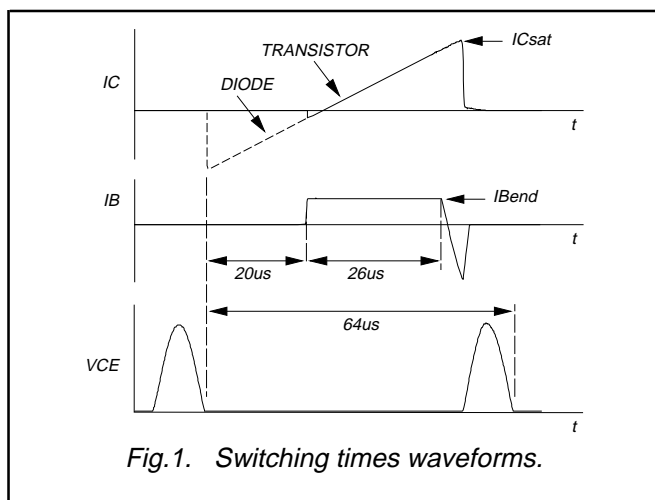 ICsat
TRANSISTOR
IC
DIODE
t
IB
IBend
t
20us
26us
64us
VCE
t
Fig.1. Switching times waveforms.